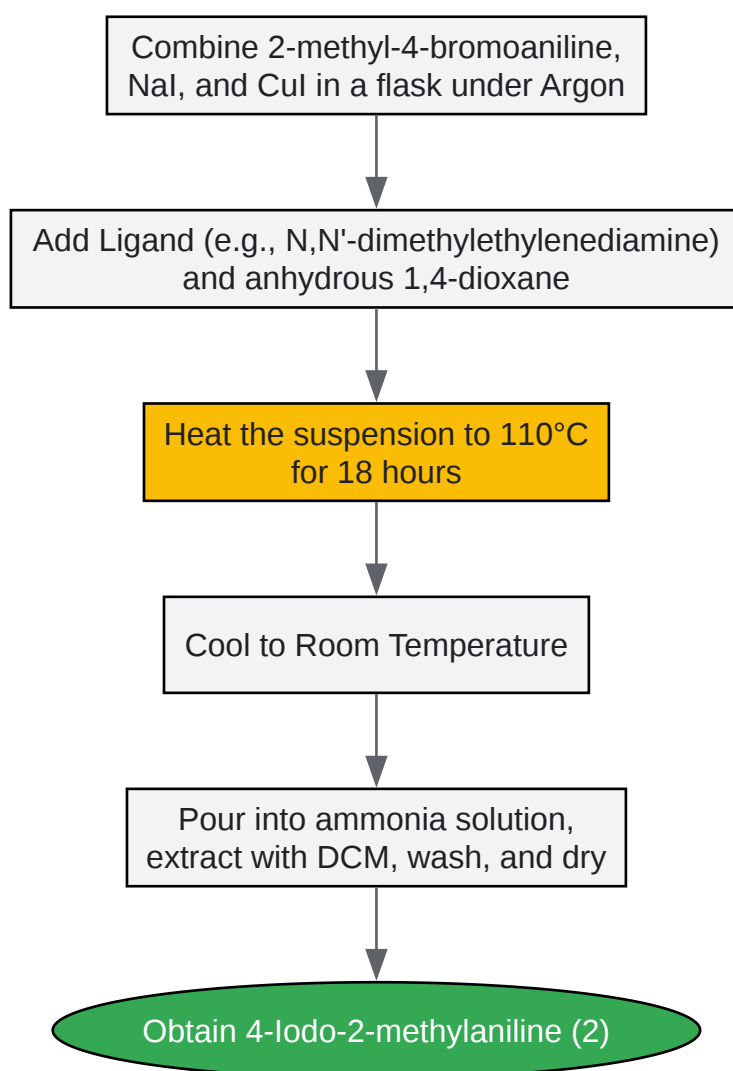 Combine 2-methyl-4-bromoaniline,
NaI, and CuI in a flask under Argon
Add Ligand (e.g., N,N'-dimethylethylenediamine)
and anhydrous 1,4-dioxane
Heat the suspension to 110°C
for 18 hours
Cool to Room Temperature
Pour into ammonia solution,
extract with DCM, wash, and dry
Obtain 4-Iodo-2-methylaniline (2)